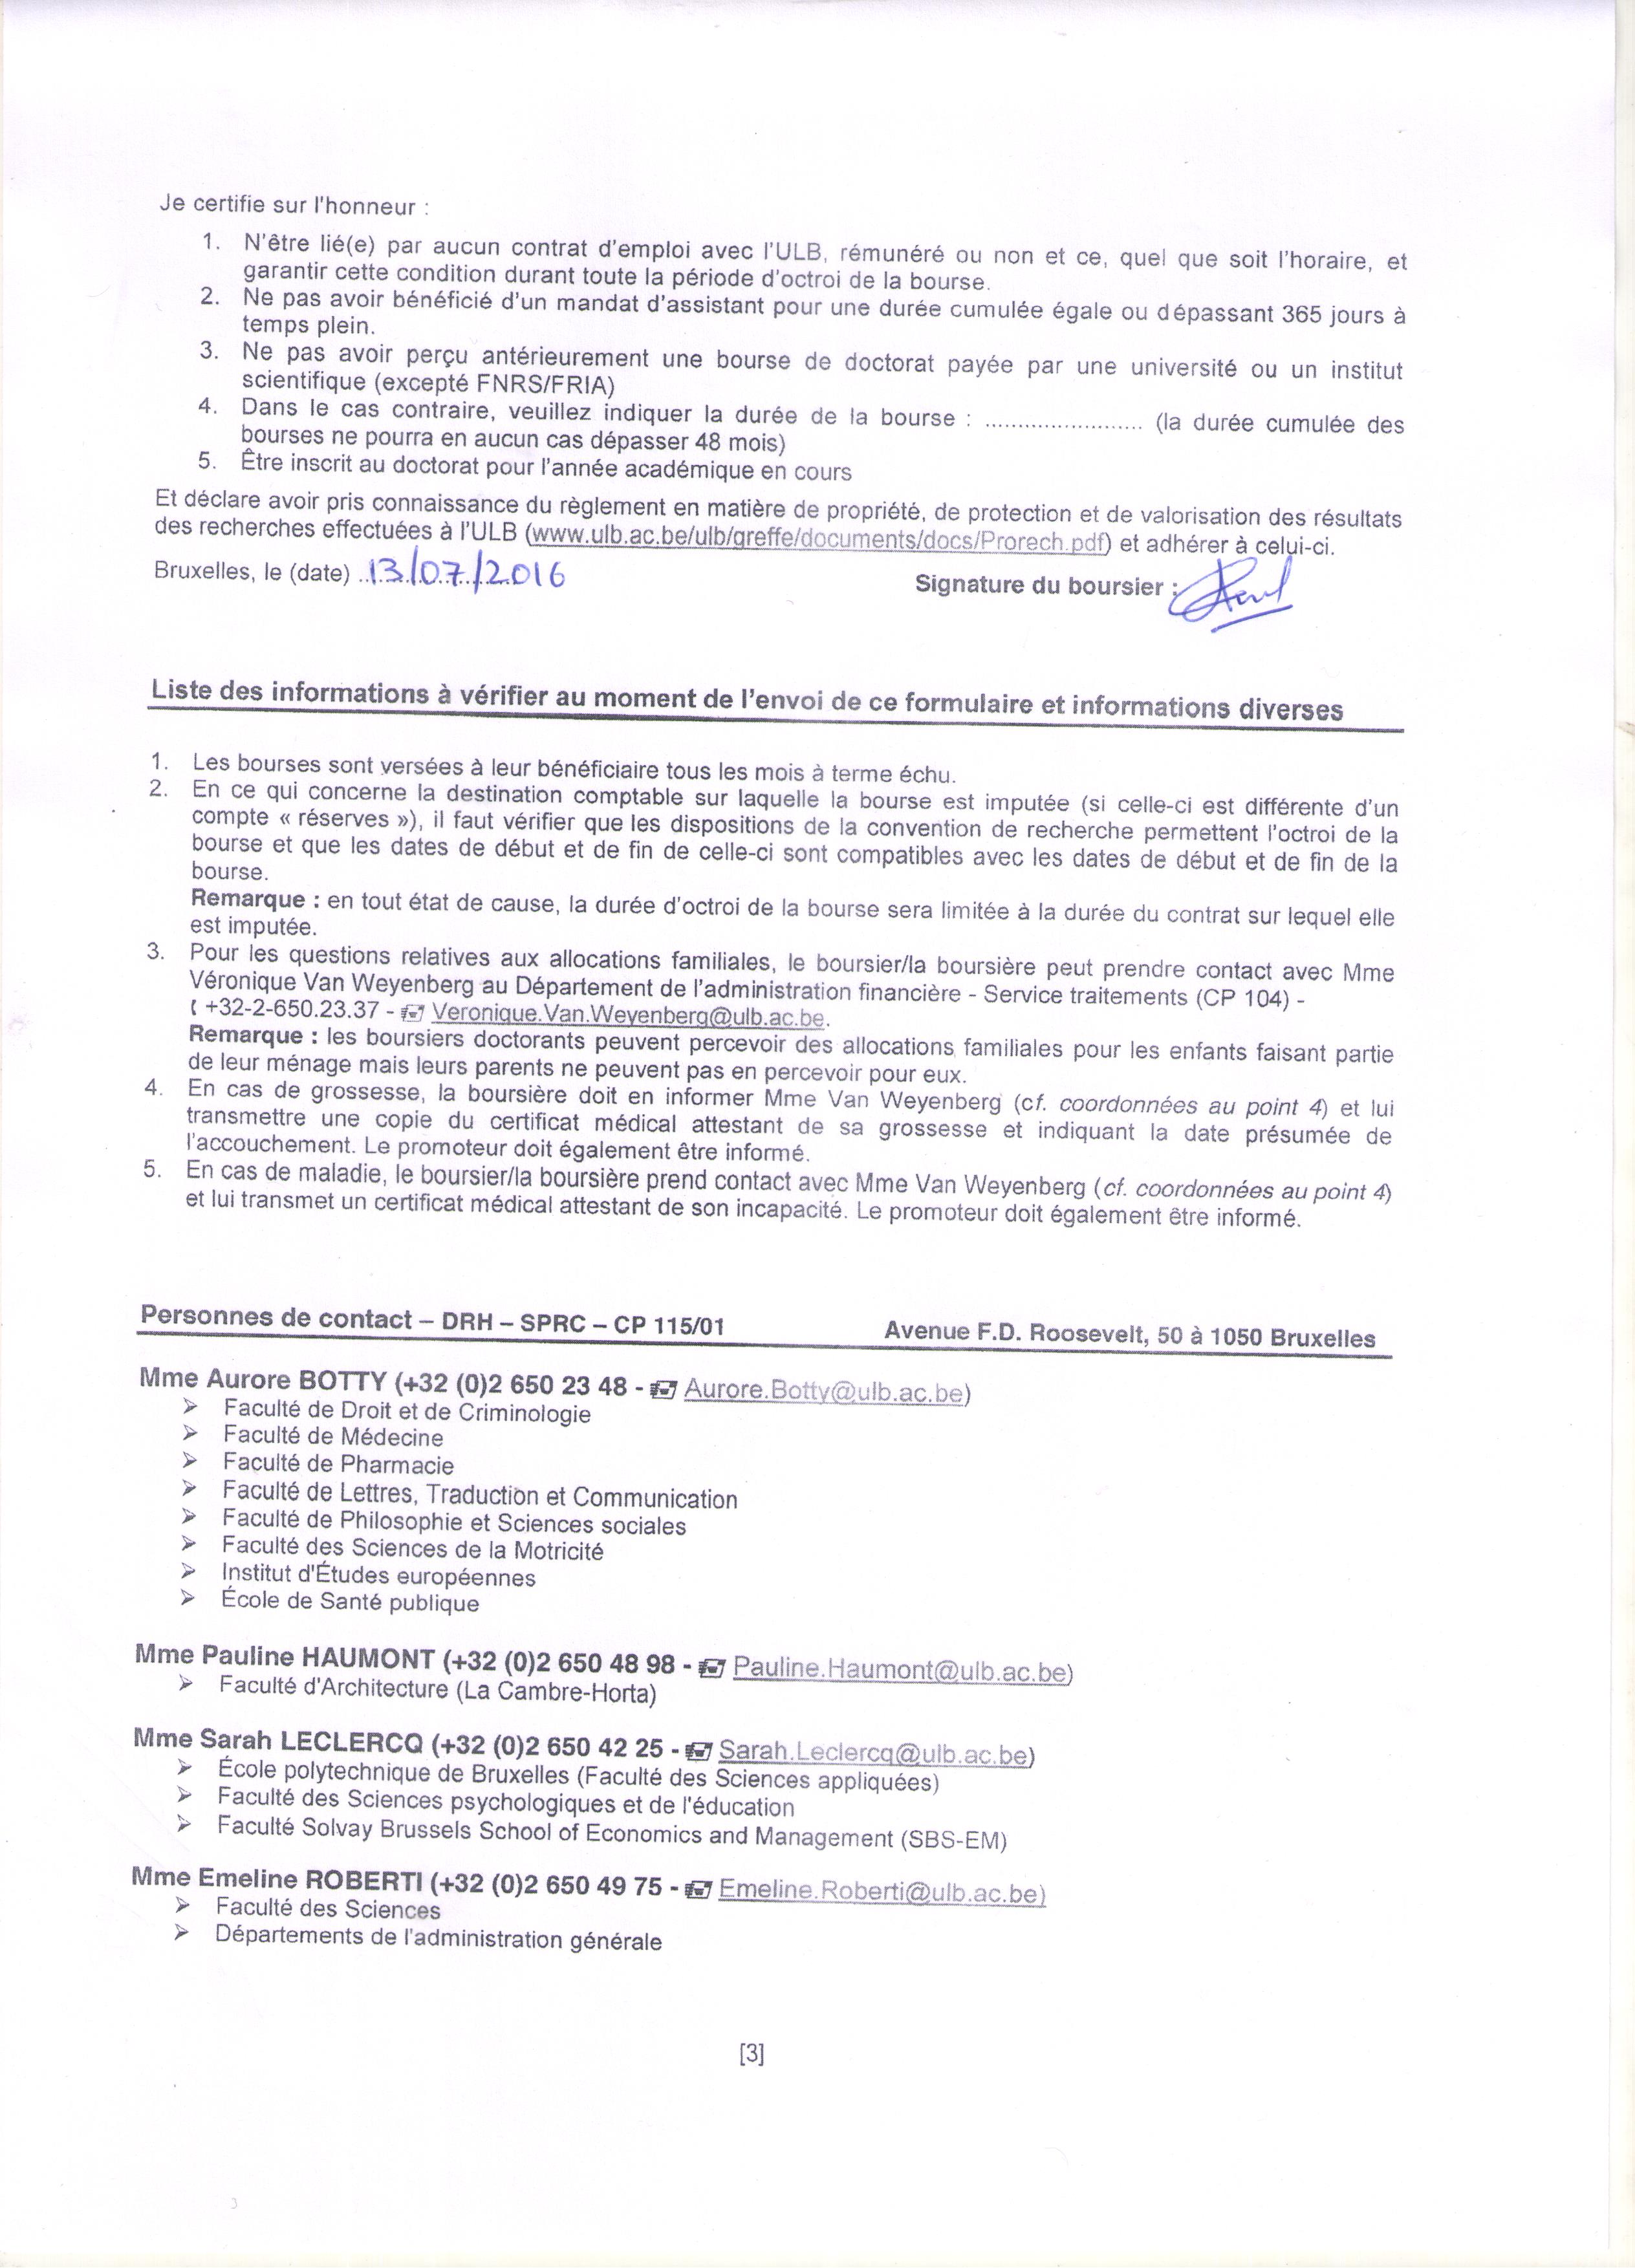 Je certifie sur l'honneur :
1. N'être lié(e) par aucun contrat d'emploi avec l'ULB, rémunéré ou non et ce, quel que soit l'horaire, et
garantir cette condition durant toute la période d'octroi de la bourse.
2. Ne pas avoir bénéficié d'un mandat d'assistant pour une durée cumulée égale ou dépassant 365 jours à
temps plein.
3. Ne pas avoir perçu antérieurement une bourse de doctorat payée par une université ou un institut
scientifique (excepté FNRS/FRIA)
4. Dans le cas contraire, veuillez indiquer la durée de la bourse : ........................ (la durée cumulée des
bourses ne pourra en aucun cas dépasser 48 mois)
5. Être inscrit au doctorat pour l'année académique en cours
Et déclare avoir pris connaissance du règlement en matière de propriété, de protection et de valorisation des résultats
des recherches effectuées à l'ULB (www.ulb.ac.be/ulb/greffe/documents/docs/Prorech.pdf) et adhérer à celui-ci.
Bruxelles, le (date) 13/07/2016 Signature du boursier :
Liste des informations à vérifier au moment de l'envoi de ce formulaire et informations diverses
1. Les bourses sont versées à leur bénéficiaire tous les mois à terme échu.
2. En ce qui concerne la destination comptable sur laquelle la bourse est imputée (si celle-ci est différente d'un
compte « réserves »), il faut vérifier que les dispositions de la convention de recherche permettent l'octroi de la
bourse et que les dates de début et de fin de celle-ci sont compatibles avec les dates de début et de fin de la
bourse.
Remarque : en tout état de cause, la durée d'octroi de la bourse sera limitée à la durée du contrat sur lequel elle
est imputée.
3. Pour les questions relatives aux allocations familiales, le boursier/la boursière peut prendre contact avec Mme
Véronique Van Weyenberg au Département de l'administration financière - Service traitements (CP 104) -
( +32-2-650.23.37 - Veronique.Van.Weyenberg@ulb.ac.be.
Remarque : les boursiers doctorants peuvent percevoir des allocations familiales pour les enfants faisant partie
de leur ménage mais leurs parents ne peuvent pas en percevoir pour eux.
4. En cas de grossesse, la boursière doit en informer Mme Van Weyenberg (cf. coordonnées au point 4) et lui
transmettre une copie du certificat médical attestant de sa grossesse et indiquant la date présumée de
l'accouchement. Le promoteur doit également être informé.
5. En cas de maladie, le boursier/la boursière prend contact avec Mme Van Weyenberg (cf. coordonnées au point 4)
et lui transmet un certificat médical attestant de son incapacité. Le promoteur doit également être informé.
Personnes de contact – DRH – SPRC – CP 115/01 Avenue F.D. Roosevelt, 50 à 1050 Bruxelles
Mme Aurore BOTTY (+32 (0)2 650 23 48 - Aurore.Botty@ulb.ac.be)
➢ Faculté de Droit et de Criminologie
➢ Faculté de Médecine
➢ Faculté de Pharmacie
➢ Faculté de Lettres, Traduction et Communication
➢ Faculté de Philosophie et Sciences sociales
➢ Faculté des Sciences de la Motricité
➢ Institut d'Études européennes
➢ École de Santé publique
Mme Pauline HAUMONT (+32 (0)2 650 48 98 - Pauline.Haumont@ulb.ac.be)
➢ Faculté d'Architecture (La Cambre-Horta)
Mme Sarah LECLERCQ (+32 (0)2 650 42 25 - Sarah.Leclercq@ulb.ac.be)
➢ École polytechnique de Bruxelles (Faculté des Sciences appliquées)
➢ Faculté des Sciences psychologiques et de l'éducation
➢ Faculté Solvay Brussels School of Economics and Management (SBS-EM)
Mme Emeline ROBERTI (+32 (0)2 650 49 75 - Emeline.Roberti@ulb.ac.be)
➢ Faculté des Sciences
➢ Départements de l'administration générale
[3]